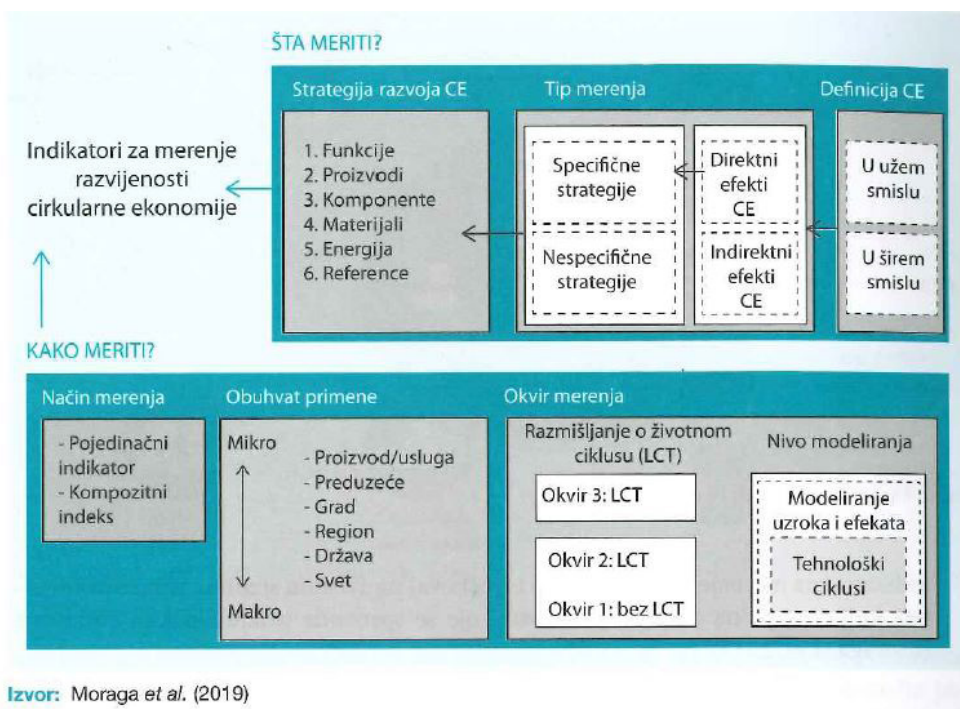 ŠTA MERITI?
Strategija razvoja CE
1. Funkcije
2. Proizvodi
3. Komponente
4. Materijali
5. Energija
6. Reference
Tip merenja
Specifične
strategije
Nespecifične
strategije
Direktni
efekti
CE
Indirektni
efekti
CE
Definicija CE
U užem
smislu
U širem
smislu
Indikatori za merenje
razvijenosti
cirkularne ekonomije
KAKO MERITI?
Način merenja
- Pojedinačni
indikator
- Kompozitni
indeks
Obuhvat primene
Mikro
Makro
- Proizvod/usluga
- Preduzeće
- Grad
- Region
- Država
- Svet
Okvir merenja
Razmišljanje o životnom
ciklusu (LCT)
Okvir 3: LCT
Okvir 2: LCT
Okvir 1: bez LCT
Nivo modeliranja
Modeliranje
uzroka i efekata
Tehnološki
ciklusi
Izvor: Moraga et al. (2019)